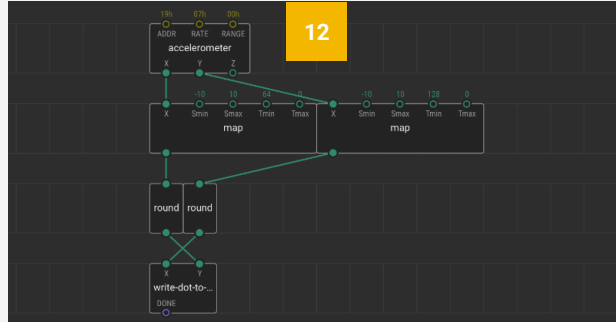 12
19h 07h 00h
ADDR RATE RANGE
accelerometer
X Y Z
-10 10 64 0 -10 10 128 0
X Smin Smax Tmin Tmax X Smin Smax Tmin Tmax
map map
round round
X Y
write-dot-to-...
DONE